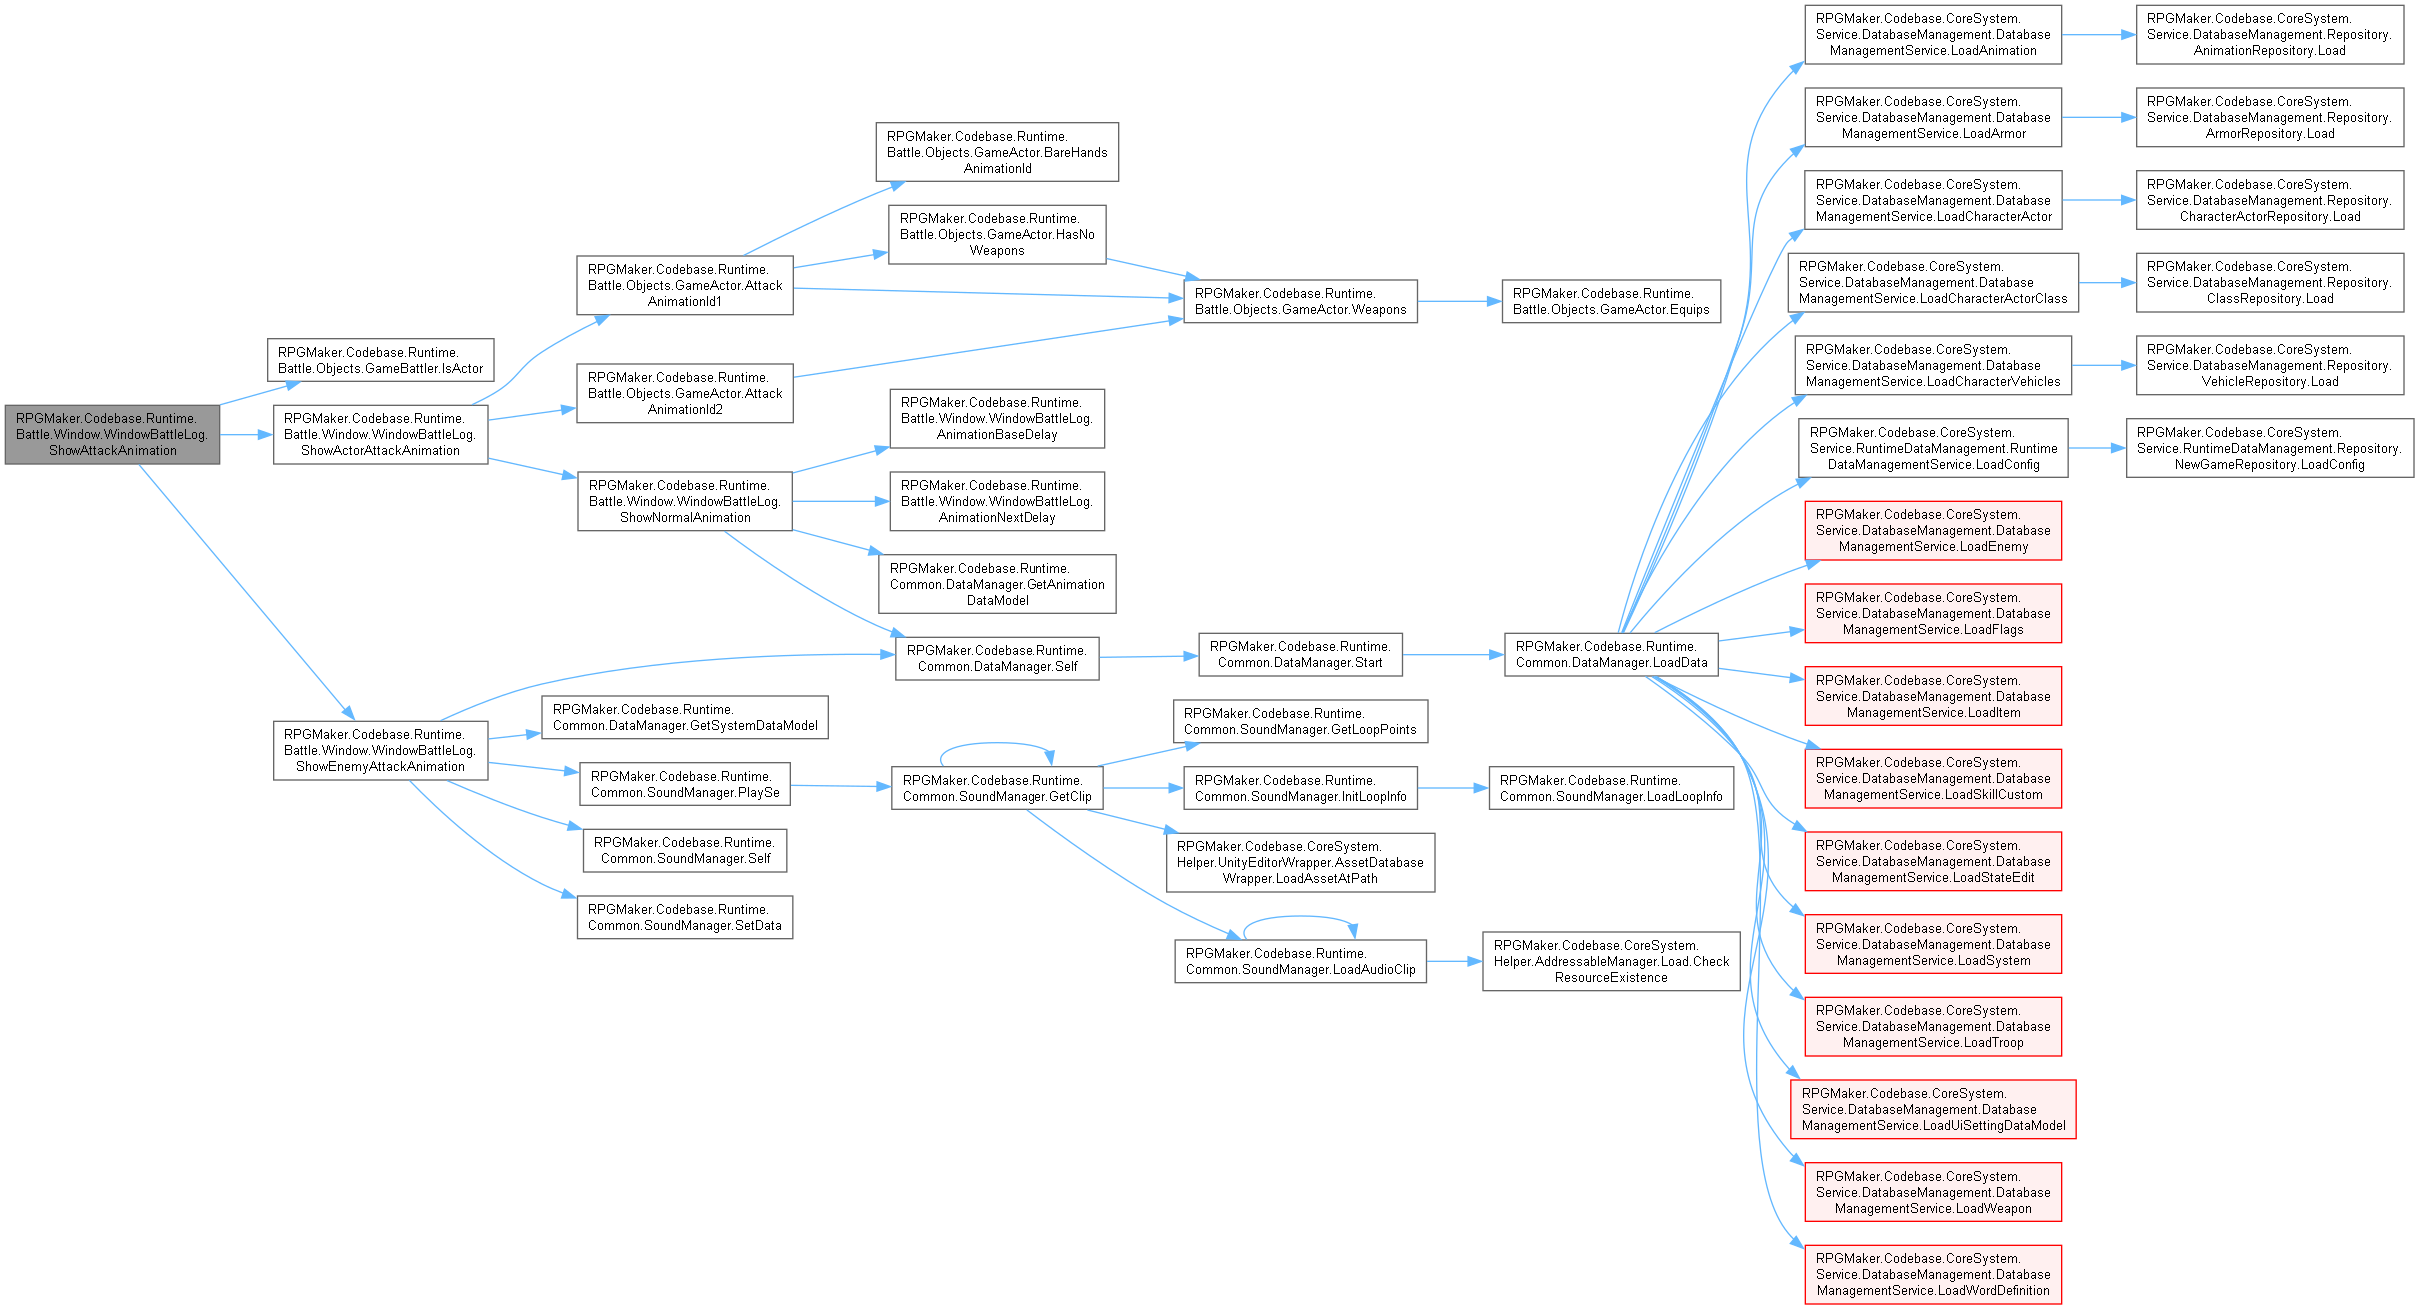 RPGMaker.Codebase.Runtime.
Battle.Window.WindowBattleLog.
ShowAttackAnimation
RPGMaker.Codebase.Runtime.
Battle.Objects.GameBattler.IsActor
RPGMaker.Codebase.Runtime.
Battle.Window.WindowBattleLog.
ShowActorAttackAnimation
RPGMaker.Codebase.Runtime.
Battle.Window.WindowBattleLog.
ShowEnemyAttackAnimation
RPGMaker.Codebase.Runtime.
Battle.Objects.GameActor.Attack
AnimationId1
RPGMaker.Codebase.Runtime.
Battle.Objects.GameActor.Attack
AnimationId2
RPGMaker.Codebase.Runtime.
Battle.Window.WindowBattleLog.
ShowNormalAnimation
RPGMaker.Codebase.Runtime.
Common.DataManager.GetSystemDataModel
RPGMaker.Codebase.Runtime.
Common.SoundManager.PlaySe
RPGMaker.Codebase.Runtime.
Common.SoundManager.Self
RPGMaker.Codebase.Runtime.
Common.SoundManager.SetData
RPGMaker.Codebase.Runtime.
Battle.Objects.GameActor.BareHands
AnimationId
RPGMaker.Codebase.Runtime.
Battle.Objects.GameActor.HasNo
Weapons
RPGMaker.Codebase.Runtime.
Battle.Window.WindowBattleLog.
AnimationBaseDelay
RPGMaker.Codebase.Runtime.
Battle.Window.WindowBattleLog.
AnimationNextDelay
RPGMaker.Codebase.Runtime.
Common.DataManager.GetAnimation
DataModel
RPGMaker.Codebase.Runtime.
Common.DataManager.Self
RPGMaker.Codebase.Runtime.
Common.SoundManager.GetClip
RPGMaker.Codebase.Runtime.
Battle.Objects.GameActor.Weapons
RPGMaker.Codebase.Runtime.
Common.DataManager.Start
RPGMaker.Codebase.Runtime.
Common.SoundManager.GetLoopPoints
RPGMaker.Codebase.Runtime.
Common.SoundManager.InitLoopInfo
RPGMaker.Codebase.CoreSystem.
Helper.UnityEditorWrapper.AssetDatabase
Wrapper.LoadAssetAtPath
RPGMaker.Codebase.Runtime.
Common.SoundManager.LoadAudioClip
RPGMaker.Codebase.Runtime.
Battle.Objects.GameActor.Equips
RPGMaker.Codebase.Runtime.
Common.DataManager.LoadData
RPGMaker.Codebase.Runtime.
Common.SoundManager.LoadLoopInfo
RPGMaker.Codebase.CoreSystem.
Helper.AddressableManager.Load.Check
ResourceExistence
RPGMaker.Codebase.CoreSystem.
Service.DatabaseManagement.Database
ManagementService.LoadAnimation
RPGMaker.Codebase.CoreSystem.
Service.DatabaseManagement.Database
ManagementService.LoadArmor
RPGMaker.Codebase.CoreSystem.
Service.DatabaseManagement.Database
ManagementService.LoadCharacterActor
RPGMaker.Codebase.CoreSystem.
Service.DatabaseManagement.Database
ManagementService.LoadCharacterActorClass
RPGMaker.Codebase.CoreSystem.
Service.DatabaseManagement.Database
ManagementService.LoadCharacterVehicles
RPGMaker.Codebase.CoreSystem.
Service.RuntimeDataManagement.Runtime
DataManagementService.LoadConfig
RPGMaker.Codebase.CoreSystem.
Service.DatabaseManagement.Database
ManagementService.LoadEnemy
RPGMaker.Codebase.CoreSystem.
Service.DatabaseManagement.Database
ManagementService.LoadFlags
RPGMaker.Codebase.CoreSystem.
Service.DatabaseManagement.Database
ManagementService.LoadItem
RPGMaker.Codebase.CoreSystem.
Service.DatabaseManagement.Database
ManagementService.LoadSkillCustom
RPGMaker.Codebase.CoreSystem.
Service.DatabaseManagement.Database
ManagementService.LoadStateEdit
RPGMaker.Codebase.CoreSystem.
Service.DatabaseManagement.Database
ManagementService.LoadSystem
RPGMaker.Codebase.CoreSystem.
Service.DatabaseManagement.Database
ManagementService.LoadTroop
RPGMaker.Codebase.CoreSystem.
Service.DatabaseManagement.Database
ManagementService.LoadUiSettingDataModel
RPGMaker.Codebase.CoreSystem.
Service.DatabaseManagement.Database
ManagementService.LoadWeapon
RPGMaker.Codebase.CoreSystem.
Service.DatabaseManagement.Database
ManagementService.LoadWordDefinition
RPGMaker.Codebase.CoreSystem.
Service.DatabaseManagement.Repository.
AnimationRepository.Load
RPGMaker.Codebase.CoreSystem.
Service.DatabaseManagement.Repository.
ArmorRepository.Load
RPGMaker.Codebase.CoreSystem.
Service.DatabaseManagement.Repository.
CharacterActorRepository.Load
RPGMaker.Codebase.CoreSystem.
Service.DatabaseManagement.Repository.
ClassRepository.Load
RPGMaker.Codebase.CoreSystem.
Service.DatabaseManagement.Repository.
VehicleRepository.Load
RPGMaker.Codebase.CoreSystem.
Service.RuntimeDataManagement.Repository.
NewGameRepository.LoadConfig